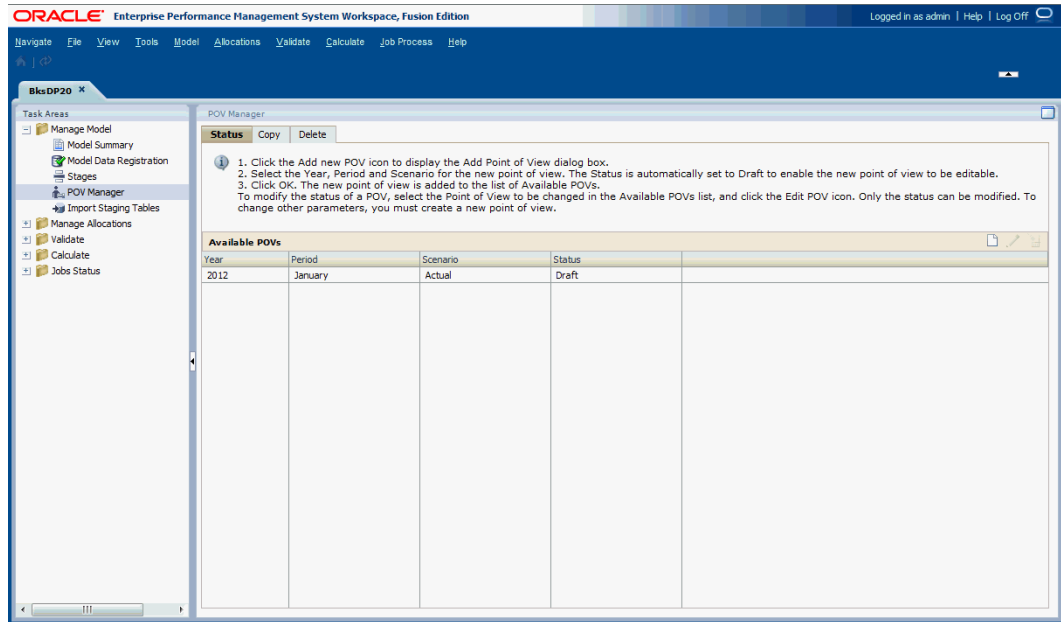 ORACLE Enterprise Performance Management System Workspace, Fusion Edition
Logged in as admin | Help | Log Off
Navigate File View Tools Model Allocations Validate Calculate Job Process Help
BksDP20
Task Areas
Manage Model
Model Summary
Model Data Registration
Stages
POV Manager
Import Staging Tables
Manage Allocations
Validate
Calculate
Jobs Status
POV Manager
Status Copy Delete
1. Click the Add new POV icon to display the Add Point of View dialog box.
2. Select the Year, Period and Scenario for the new point of view. The Status is automatically set to Draft to enable the new point of view to be editable.
3. Click OK. The new point of view is added to the list of Available POVs.
To modify the status of a POV, select the Point of View to be changed in the Available POVs list, and click the Edit POV icon. Only the status can be modified. To
change other parameters, you must create a new point of view.
Available POVs
Year Period Scenario Status
2012 January Actual Draft